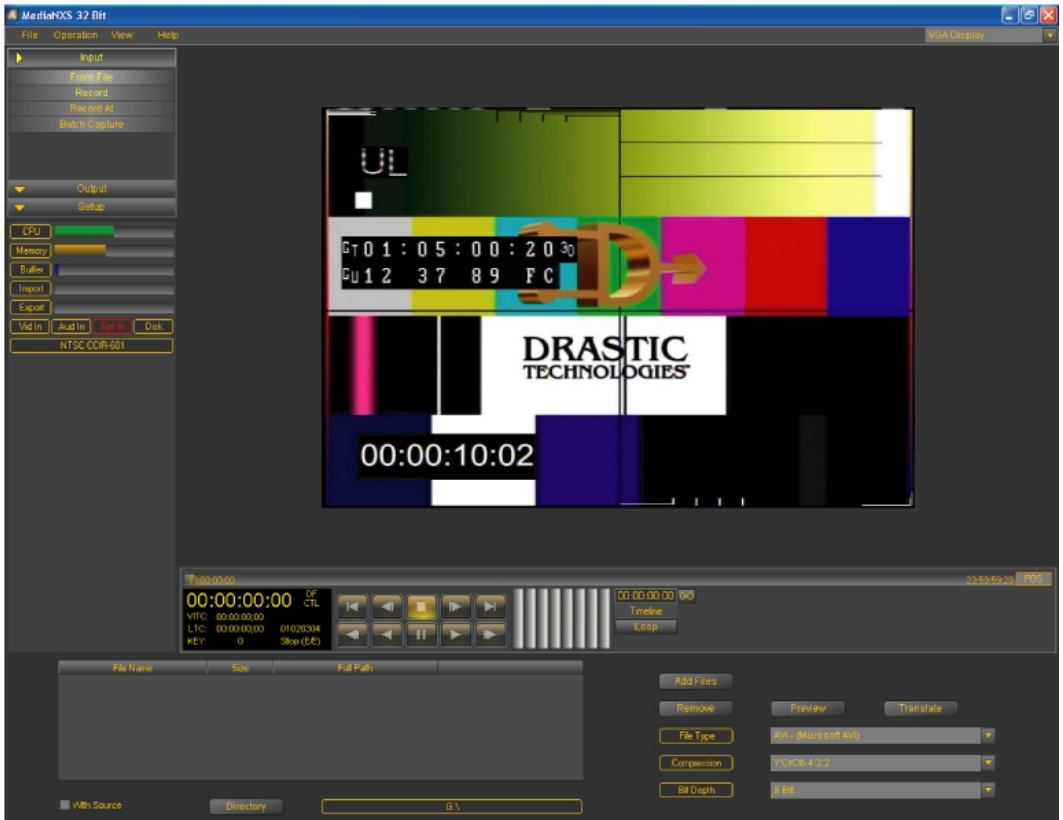 MediaNXS 32 Bit
File Operation View Help
VGA Display
Input
From File
Record
Record At
Batch Capture
Output
Setup
CPU
Memory
Buffer
Import
Export
Vid In Aud In Ref In Disk
NTSC CCIR-601
UL
GT01:05:00:20 30
GU12 37 89 FC
DRASTIC
TECHNOLOGIES
00:00:10:02
00:00:00 23:59:59:29 POS
00:00:00;00 DF CTL
VITC: 00:00:00;00
LTC: 00:00:00;00 01020304
KEY: 0 Stop (E/E)
00:00:00:00 GO
Timeline
Loop
File Name Size Full Path
Add Files
Remove Preview Translate
File Type AVI - (Microsoft AVI)
Compression Y'CrCb 4:2:2
Bit Depth 8 Bit
With Source Directory G:\